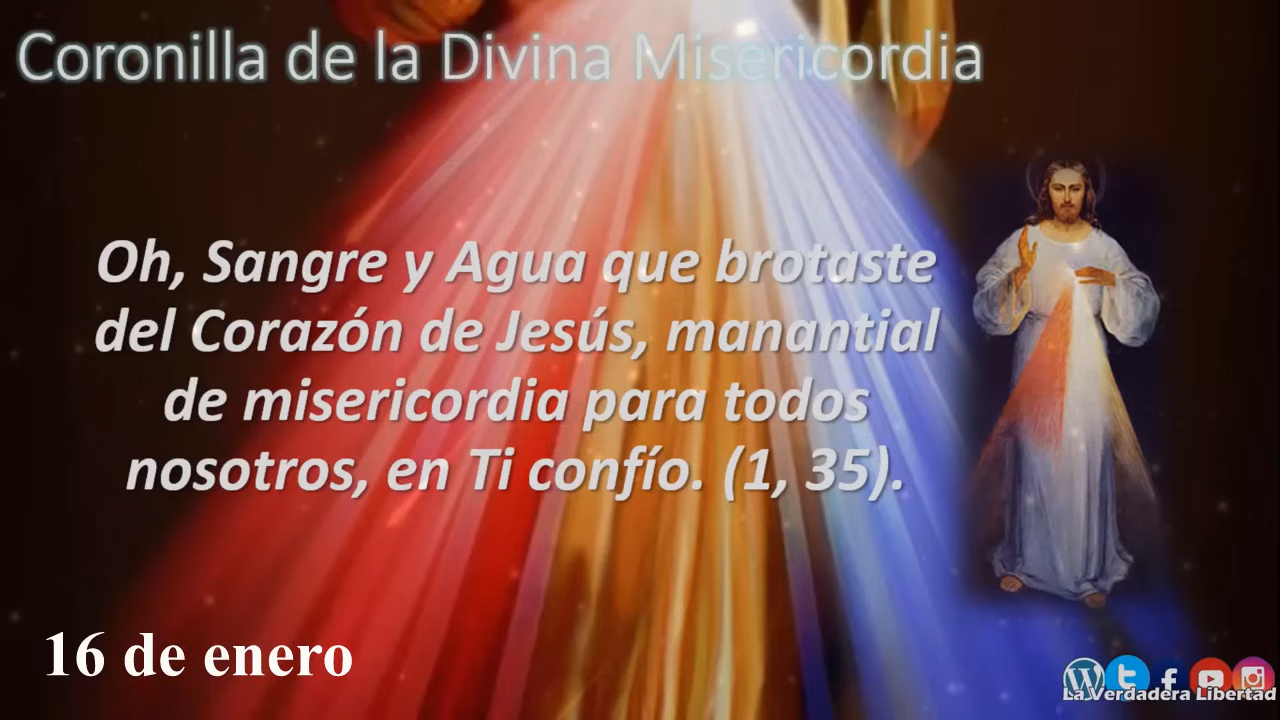 Coronilla de la Divina Misericordia
Oh, Sangre y Agua que brotaste
del Corazón de Jesús, manantial
de misericordia para todos
nosotros, en Ti confío. (1, 35).
16 de enero
La Verdadera Libertad